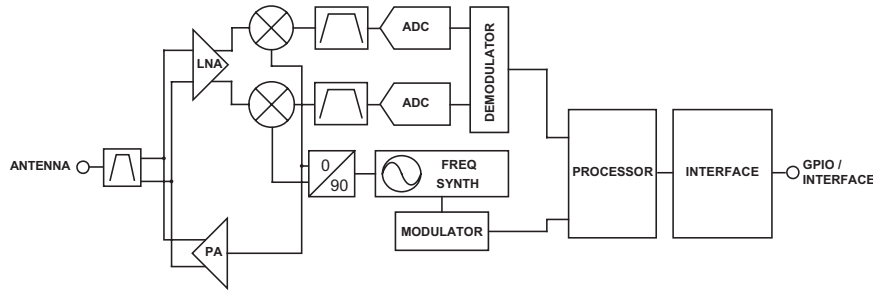 LNA
ADC
DEMODULATOR
ADC
ANTENNA
0
90
FREQ
SYNTH
PROCESSOR
INTERFACE
GPIO /
INTERFACE
MODULATOR
PA